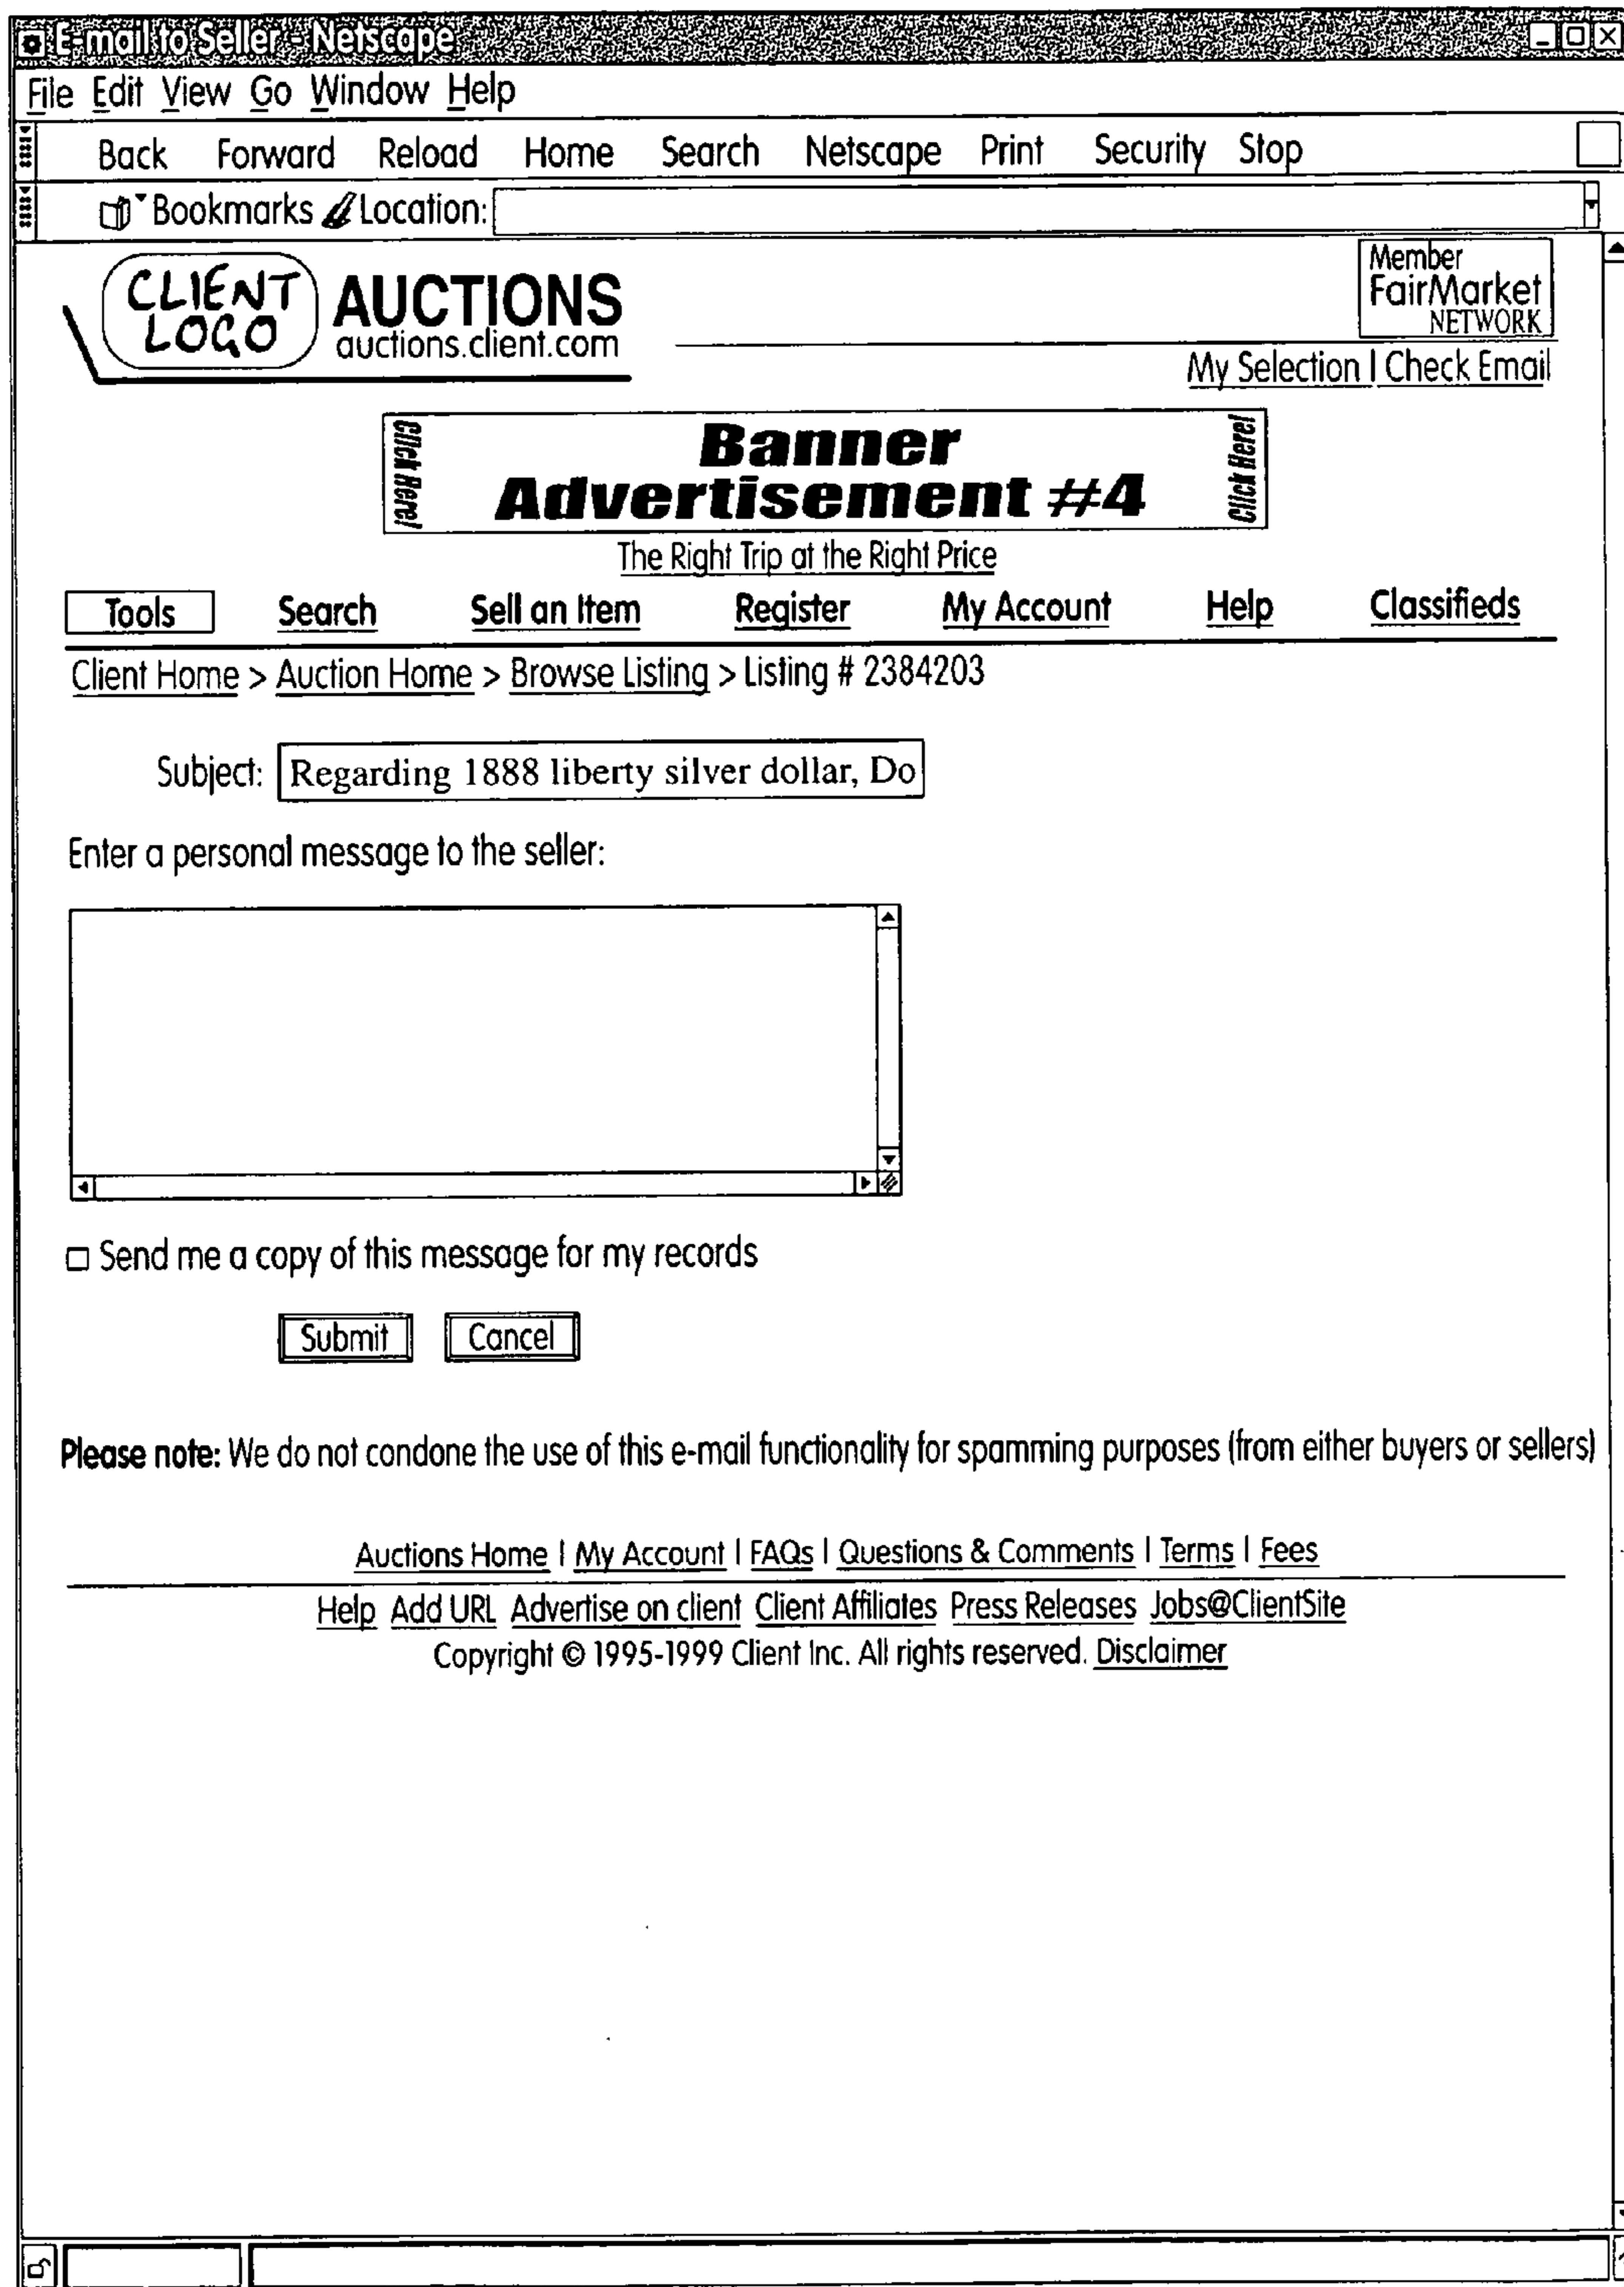 E-mail to Seller - Netscape
File Edit View Go Window Help
Back Forward Reload Home Search Netscape Print Security Stop
Bookmarks Location:
CLIENT LOGO
AUCTIONS
auctions.client.com
Member
FairMarket
NETWORK
My Selection | Check Email
Click Here!
Banner
Advertisement #4
Click Here!
The Right Trip at the Right Price
Tools Search Sell an Item Register My Account Help Classifieds
Client Home > Auction Home > Browse Listing > Listing # 2384203
Subject: Regarding 1888 liberty silver dollar, Do
Enter a personal message to the seller:
Send me a copy of this message for my records
Submit Cancel
Please note: We do not condone the use of this e-mail functionality for spamming purposes (from either buyers or sellers)
Auctions Home | My Account | FAQs | Questions & Comments | Terms | Fees
Help Add URL Advertise on client Client Affiliates Press Releases Jobs@ClientSite
Copyright © 1995-1999 Client Inc. All rights reserved. Disclaimer